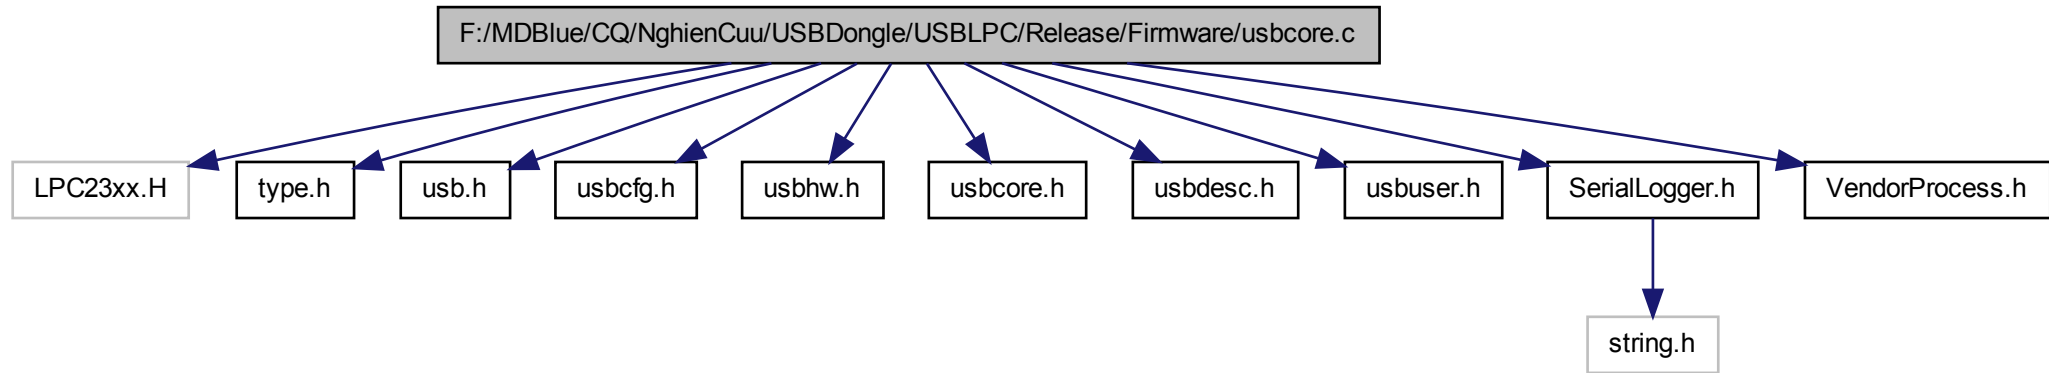 F:/MDBlue/CQ/NghienCuu/USBDongle/USBLPC/Release/Firmware/usbcore.c
LPC23xx.H
type.h
usb.h
usbcfg.h
usbhw.h
usbcore.h
usbdesc.h
usbuser.h
SerialLogger.h
VendorProcess.h
string.h